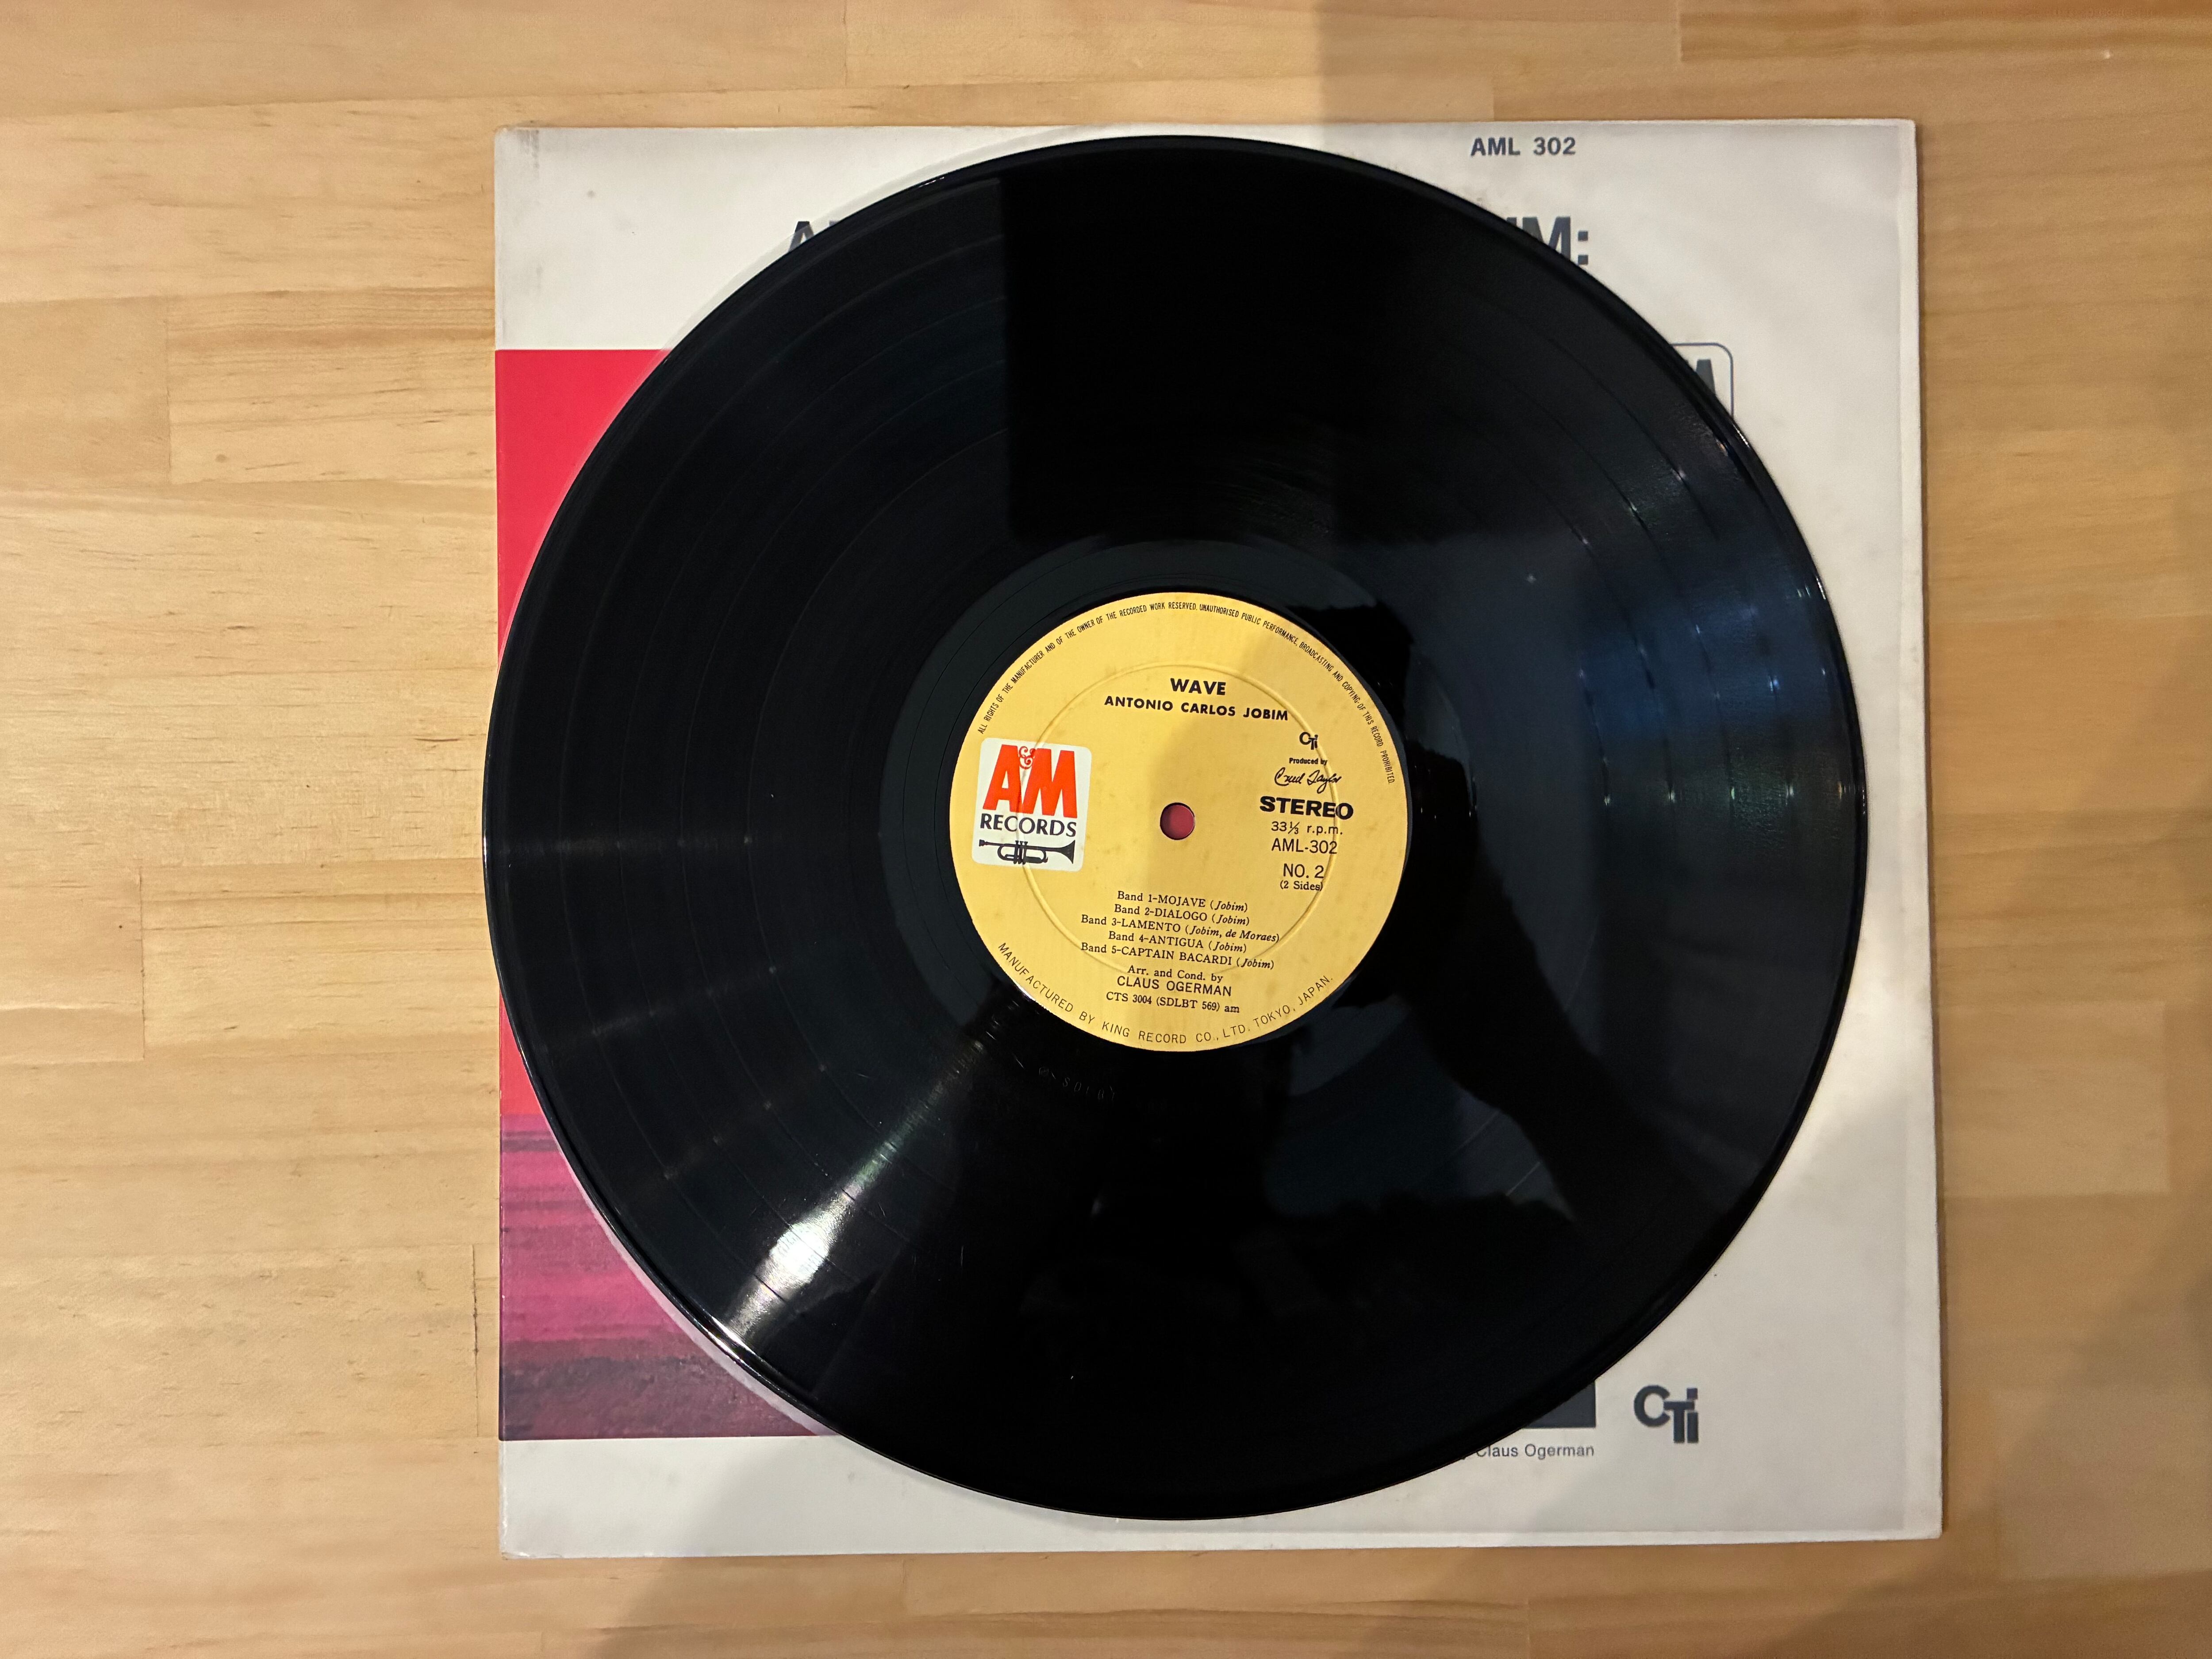 AML 302
IM:
ALL RIGHTS OF THE MANUFACTURER AND OF THE OWNER OF THE RECORDED WORK RESERVED. UNAUTHORISED PUBLIC PERFORMANCE, BROADCASTING AND COPYING OF THIS RECORD PROHIBITED
WAVE
ANTONIO CARLOS JOBIM
CTi
Produced by
Creed Taylor
A&M
RECORDS
STEREO
33⅓ r.p.m.
AML-302
NO. 2
(2 Sides)
Band 1-MOJAVE (Jobim)
Band 2-DIALOGO (Jobim)
Band 3-LAMENTO (Jobim, de Moraes)
Band 4-ANTIGUA (Jobim)
Band 5-CAPTAIN BACARDI (Jobim)
Arr. and Cond. by
CLAUS OGERMAN
CTS 3004 (SDLBT 569) am
MANUFACTURED BY KING RECORD CO., LTD. TOKYO, JAPAN.
CTi
Claus Ogerman